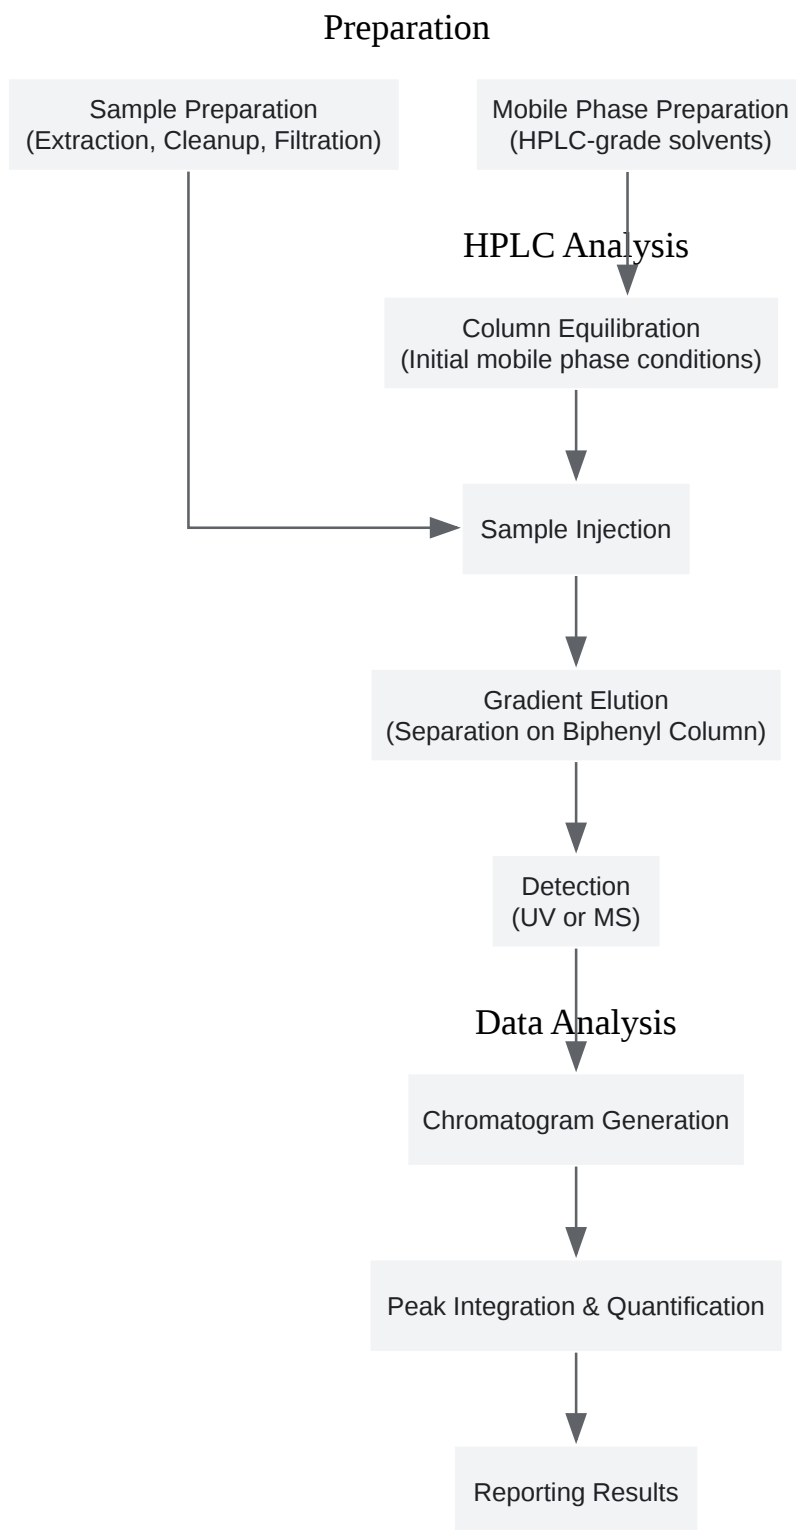 Preparation
Sample Preparation
(Extraction, Cleanup, Filtration)
Mobile Phase Preparation
(HPLC-grade solvents)
HPLC Analysis
Column Equilibration
(Initial mobile phase conditions)
Sample Injection
Gradient Elution
(Separation on Biphenyl Column)
Detection
(UV or MS)
Data Analysis
Chromatogram Generation
Peak Integration & Quantification
Reporting Results